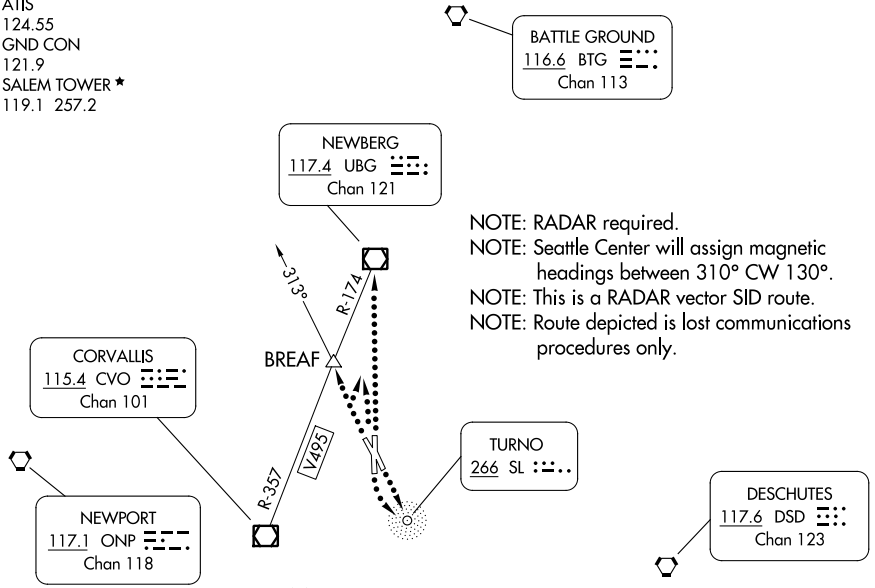 ATIS
124.55
GND CON
121.9
SALEM TOWER ★
119.1 257.2
BATTLE GROUND
116.6 BTG
Chan 113
NEWBERG
117.4 UBG
Chan 121
NOTE: RADAR required.
NOTE: Seattle Center will assign magnetic
headings between 310° CW 130°.
NOTE: This is a RADAR vector SID route.
NOTE: Route depicted is lost communications
procedures only.
313°
R-174
BREAF
CORVALLIS
115.4 CVO
Chan 101
V495
R-357
TURNO
266 SL
NEWPORT
117.1 ONP
Chan 118
DESCHUTES
117.6 DSD
Chan 123